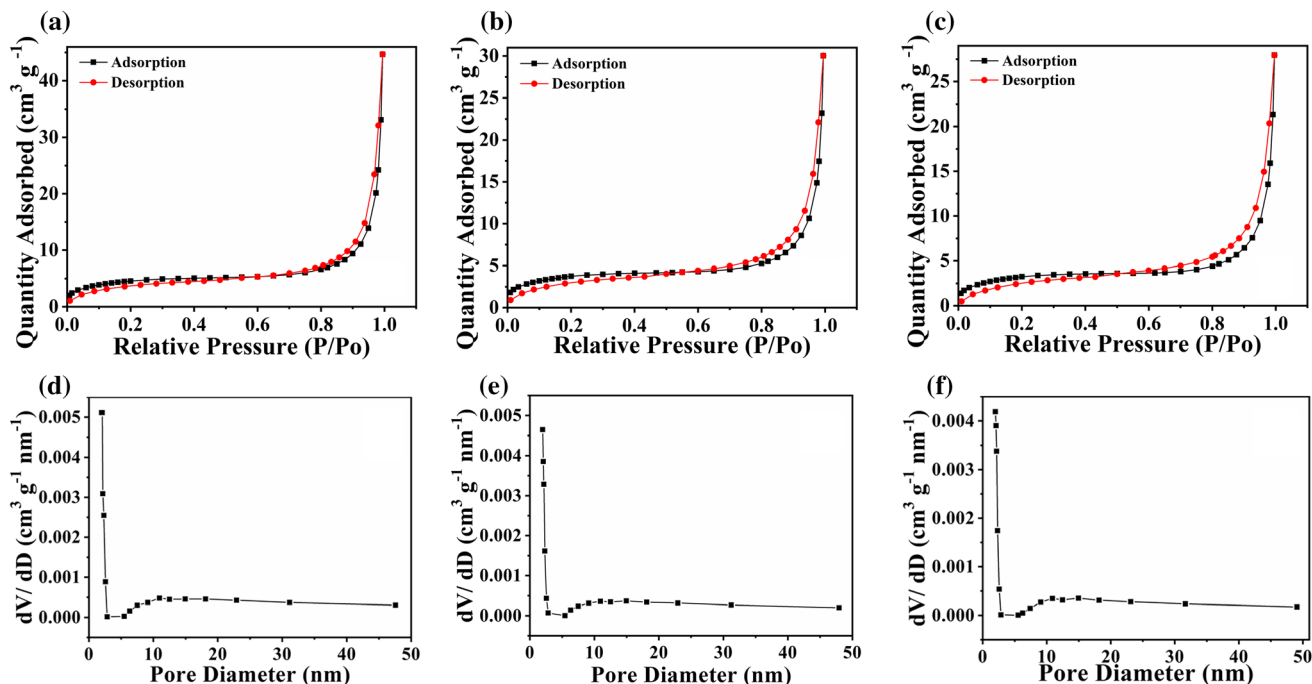 (a)
Quantity Adsorbed (cm³ g⁻¹)
Adsorption
Desorption
40
30
20
10
0
0.0 0.2 0.4 0.6 0.8 1.0
Relative Pressure (P/Po)
(b)
Quantity Adsorbed (cm³ g⁻¹)
Adsorption
Desorption
30
25
20
15
10
5
0
0.0 0.2 0.4 0.6 0.8 1.0
Relative Pressure (P/Po)
(c)
Quantity Adsorbed (cm³ g⁻¹)
Adsorption
Desorption
25
20
15
10
5
0
0.0 0.2 0.4 0.6 0.8 1.0
Relative Pressure (P/Po)
(d)
dV/ dD (cm³ g⁻¹ nm⁻¹)
0.005
0.004
0.003
0.002
0.001
0.000
0 10 20 30 40 50
Pore Diameter (nm)
(e)
dV/ dD (cm³ g⁻¹ nm⁻¹)
0.005
0.004
0.003
0.002
0.001
0.000
0 10 20 30 40 50
Pore Diameter (nm)
(f)
dV/ dD (cm³ g⁻¹ nm⁻¹)
0.004
0.003
0.002
0.001
0.000
0 10 20 30 40 50
Pore Diameter (nm)